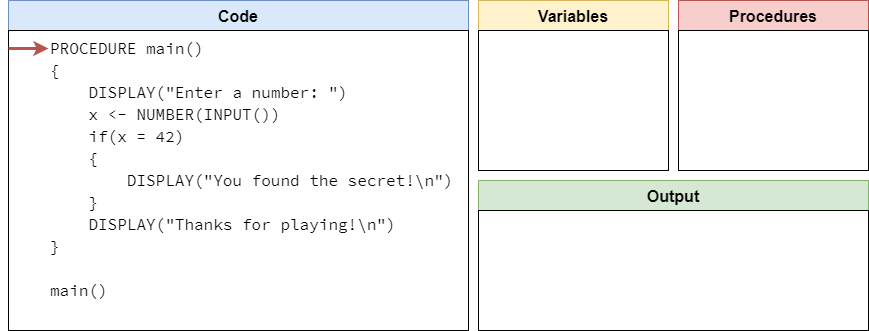 Code
PROCEDURE main()
{
    DISPLAY("Enter a number: ")
    x <- NUMBER(INPUT())
    if(x = 42)
    {
        DISPLAY("You found the secret!\n")
    }
    DISPLAY("Thanks for playing!\n")
}
main()
Variables
Procedures
Output